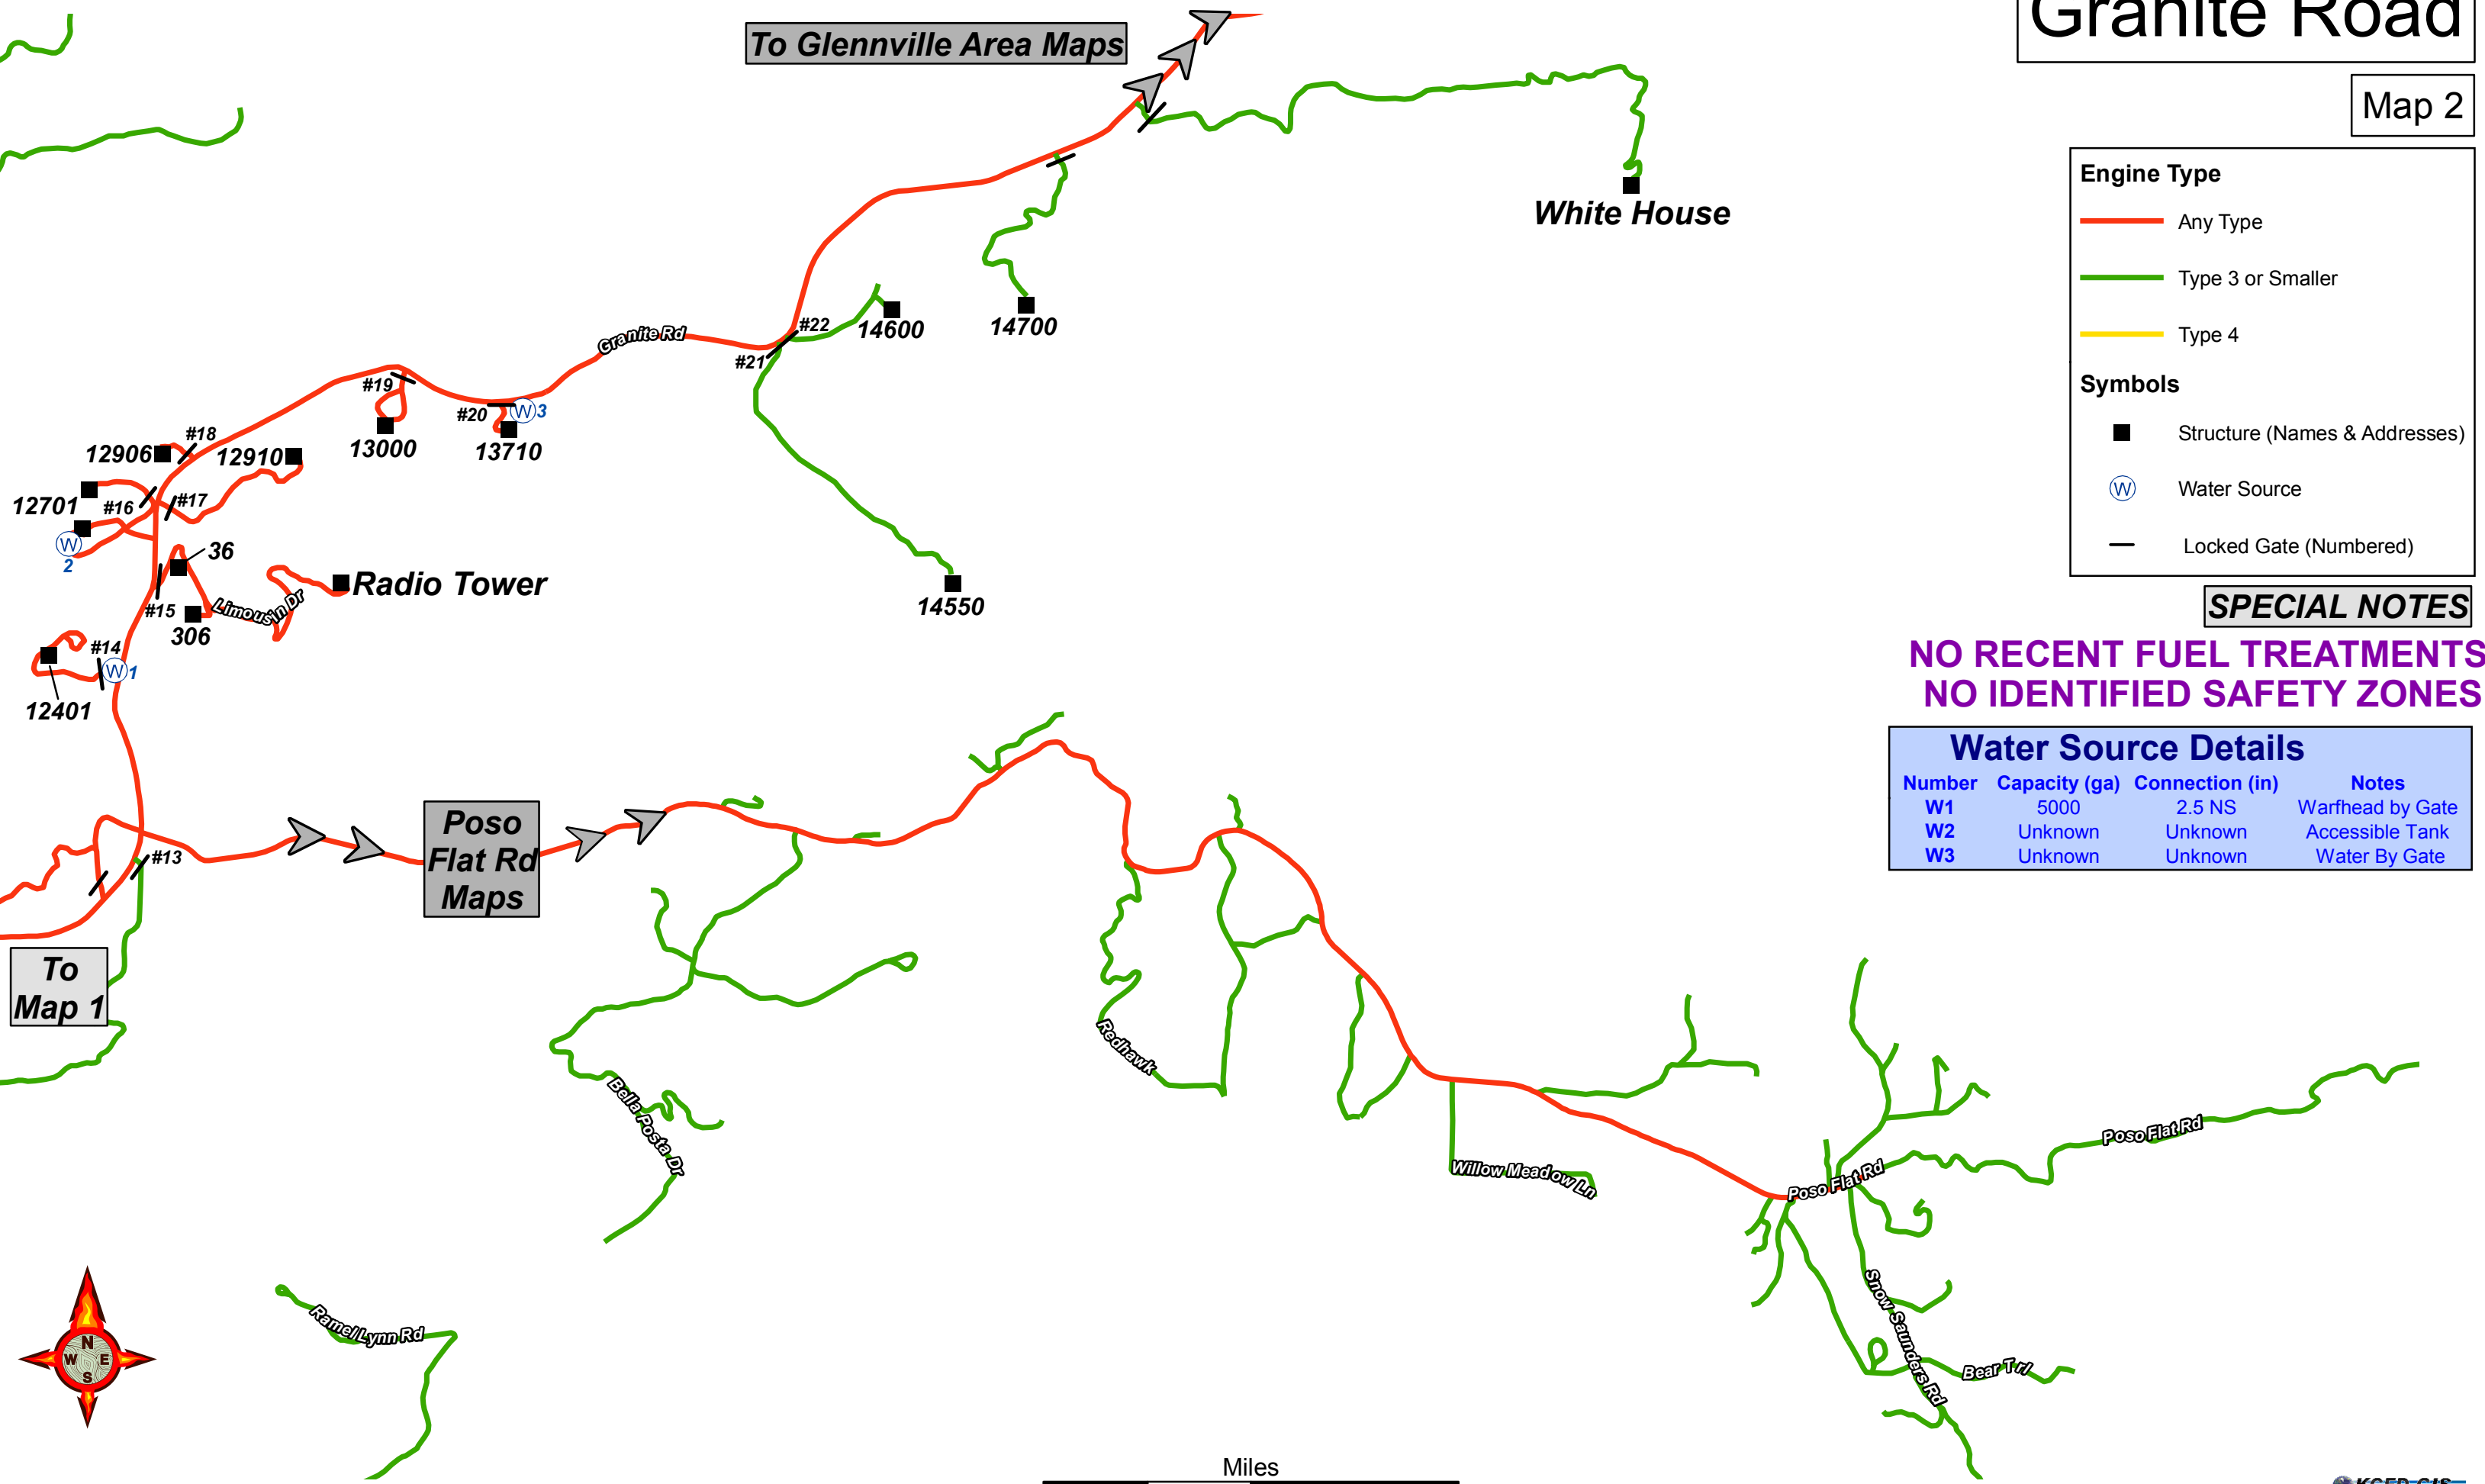 Granite Road
Map 2
To Glennville Area Maps
Engine Type
Any Type
Type 3 or Smaller
Type 4
Symbols
Structure (Names & Addresses)
W Water Source
Locked Gate (Numbered)
SPECIAL NOTES
NO RECENT FUEL TREATMENTS
NO IDENTIFIED SAFETY ZONES
Water Source Details
Number Capacity (ga) Connection (in) Notes
W1 5000 2.5 NS Warfhead by Gate
W2 Unknown Unknown Accessible Tank
W3 Unknown Unknown Water By Gate
White House
14700
14600
#22
#21
Granite Rd
#19
13000
#20
W 3
13710
#18
12906
12910
12701
#16
#17
W
2
36
#15
306
Limousin Dr
Radio Tower
14550
#14
W 1
12401
#13
Poso
Flat Rd
Maps
To
Map 1
Redhawk
Bella Posta Dr
Willow Meadow Ln
Poso Flat Rd
Poso Flat Rd
Snow Saunders Rd
Bear Trl
Ramel Lynn Rd
N
W E
S
Miles
KCFD GIS